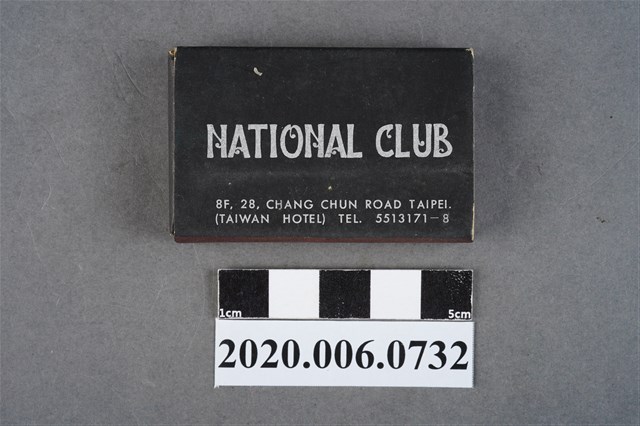 NATIONAL CLUB
8F, 28, CHANG CHUN ROAD TAIPEI.
(TAIWAN HOTEL) TEL. 5513171-8
1cm 5cm
2020.006.0732